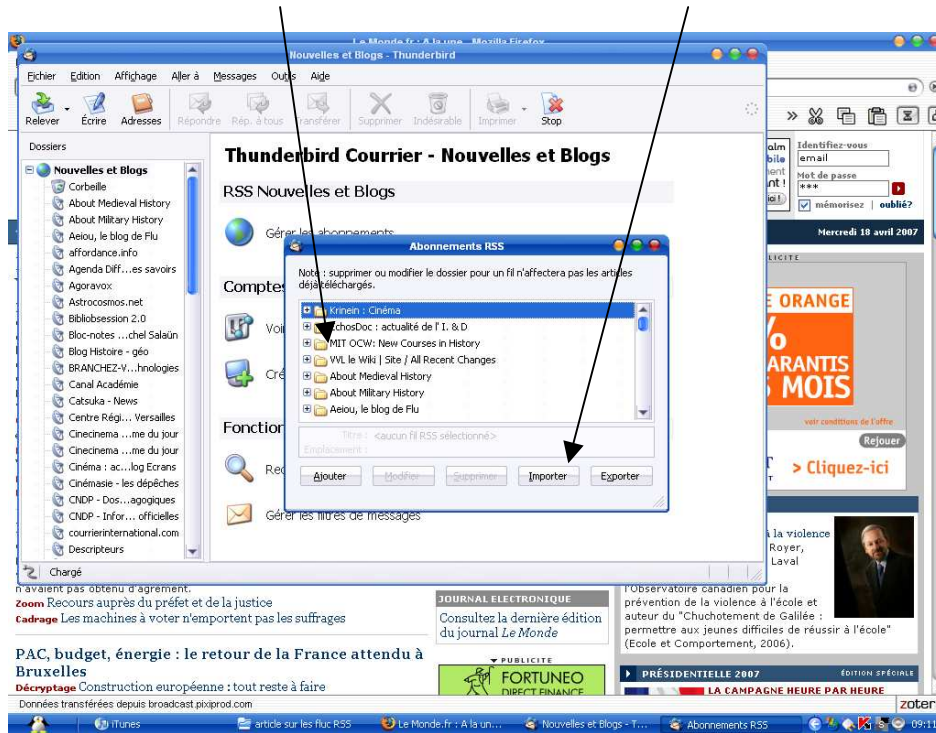 Le Monde.fr : A la une - Mozilla Firefox
Nouvelles et Blogs - Thunderbird
Fichier Edition Affichage Aller à Messages Outils Aide
Relever Écrire Adresses Répondre Rép. à tous Transférer Supprimer Indésirable Imprimer Stop
Dossiers
Nouvelles et Blogs
Corbeille
About Medieval History
About Military History
Aeiou, le blog de Flu
affordance.info
Agenda Diff...es savoirs
Agoravox
Astrocosmos.net
Bibliobsession 2.0
Bloc-notes ...chel Salaün
Blog Histoire - géo
BRANCHEZ-V...hnologies
Canal Académie
Catsuka - News
Centre Régi... Versailles
Cinecinema ...me du jour
Cinecinema ...me du jour
Cinéma : ac...log Ecrans
Cinémasie - les dépêches
CNDP - Dos...agogiques
CNDP - Infor... officielles
courrierinternational.com
Descripteurs
Chargé
Thunderbird Courrier - Nouvelles et Blogs
RSS Nouvelles et Blogs
Gérer les abonnements
Comptes
Voi
Cré
Fonction
Rec
Gérer les filtres de messages
Abonnements RSS
Note : supprimer ou modifier le dossier pour un fil n'affectera pas les articles
déjà téléchargés.
Krinein : Cinéma
EchosDoc : actualité de l' I. & D
MIT OCW: New Courses in History
VVL le Wiki | Site / All Recent Changes
About Medieval History
About Military History
Aeiou, le blog de Flu
Titre : <aucun fil RSS sélectionné>
Emplacement :
Ajouter Modifier Supprimer Importer Exporter
alm
bile
ent
nt !
ici !
Identifiez-vous
email
Mot de passe
***
mémorisez | oublié?
Mercredi 18 avril 2007
LICITE
E ORANGE
%
ARANTIS
MOIS
voir conditions de l'offre
Rejouer
> Cliquez-ici
à la violence
Royer,
Laval
l'Observatoire canadien pour la
prévention de la violence à l'école et
auteur du "Chuchotement de Galilée :
permettre aux jeunes difficiles de réussir à l'école"
(Ecole et Comportement, 2006).
n'avaient pas obtenu d'agrément.
Zoom Recours auprès du préfet et de la justice
Cadrage Les machines à voter n'emportent pas les suffrages
PAC, budget, énergie : le retour de la France attendu à
Bruxelles
Décryptage Construction européenne : tout reste à faire
JOURNAL ELECTRONIQUE
Consultez la dernière édition
du journal Le Monde
PUBLICITE
FORTUNEO
DIRECT FINANCE
PRÉSIDENTIELLE 2007 ÉDITION SPÉCIALE
LA CAMPAGNE HEURE PAR HEURE
Données transférées depuis broadcast.pixiprod.com
zoter
iTunes article sur les fluc RSS Le Monde.fr : A la un... Nouvelles et Blogs - T... Abonnements RSS 09:11